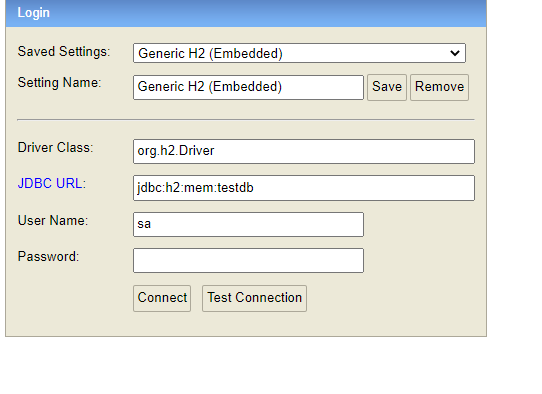 Login
Saved Settings: Generic H2 (Embedded)
Setting Name: Generic H2 (Embedded) Save Remove
Driver Class: org.h2.Driver
JDBC URL: jdbc:h2:mem:testdb
User Name: sa
Password:
Connect Test Connection